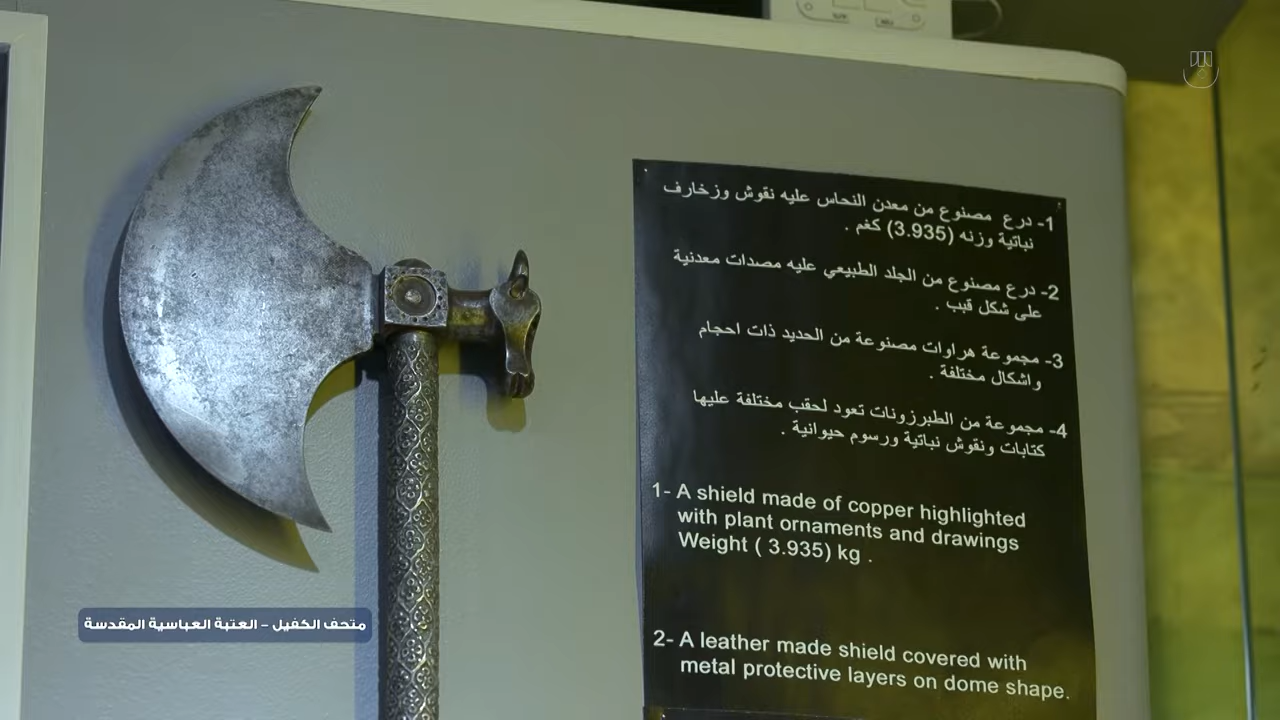 1- درع مصنوع من معدن النحاس عليه نقوش وزخارف
نباتية وزنه (3.935) كغم .
2- درع مصنوع من الجلد الطبيعي عليه مصدات معدنية
على شكل قبب .
3- مجموعة هراوات مصنوعة من الحديد ذات احجام
واشكال مختلفة .
4- مجموعة من الطبرزونات تعود لحقب مختلفة عليها
كتابات ونقوش نباتية ورسوم حيوانية .
1- A shield made of copper highlighted
with plant ornaments and drawings
Weight ( 3.935) kg .
2- A leather made shield covered with
metal protective layers on dome shape.
متحف الكفيل – العتبة العباسية المقدسة